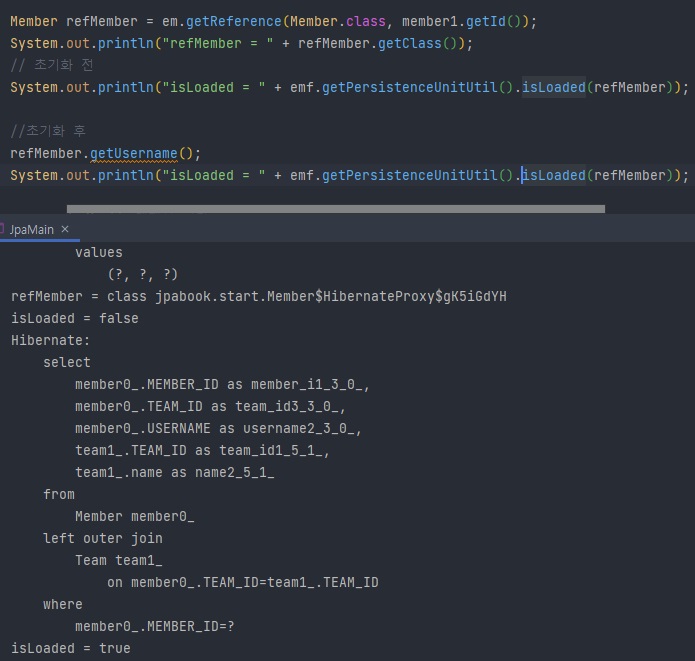 Member refMember = em.getReference(Member.class, member1.getId());
System.out.println("refMember = " + refMember.getClass());
// 초기화 전
System.out.println("isLoaded = " + emf.getPersistenceUnitUtil().isLoaded(refMember));
//초기화 후
refMember.getUsername();
System.out.println("isLoaded = " + emf.getPersistenceUnitUtil().isLoaded(refMember));
JpaMain ×
values
(?, ?, ?)
refMember = class jpabook.start.Member$HibernateProxy$gK5iGdYH
isLoaded = false
Hibernate:
select
member0_.MEMBER_ID as member_i1_3_0_,
member0_.TEAM_ID as team_id3_3_0_,
member0_.USERNAME as username2_3_0_,
team1_.TEAM_ID as team_id1_5_1_,
team1_.name as name2_5_1_
from
Member member0_
left outer join
Team team1_
on member0_.TEAM_ID=team1_.TEAM_ID
where
member0_.MEMBER_ID=?
isLoaded = true